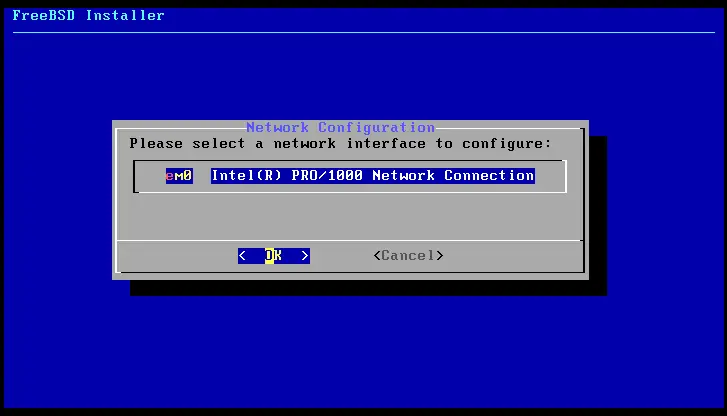 FreeBSD Installer
Network Configuration
Please select a network interface to configure:
em0 Intel(R) PRO/1000 Network Connection
< OK > <Cancel>